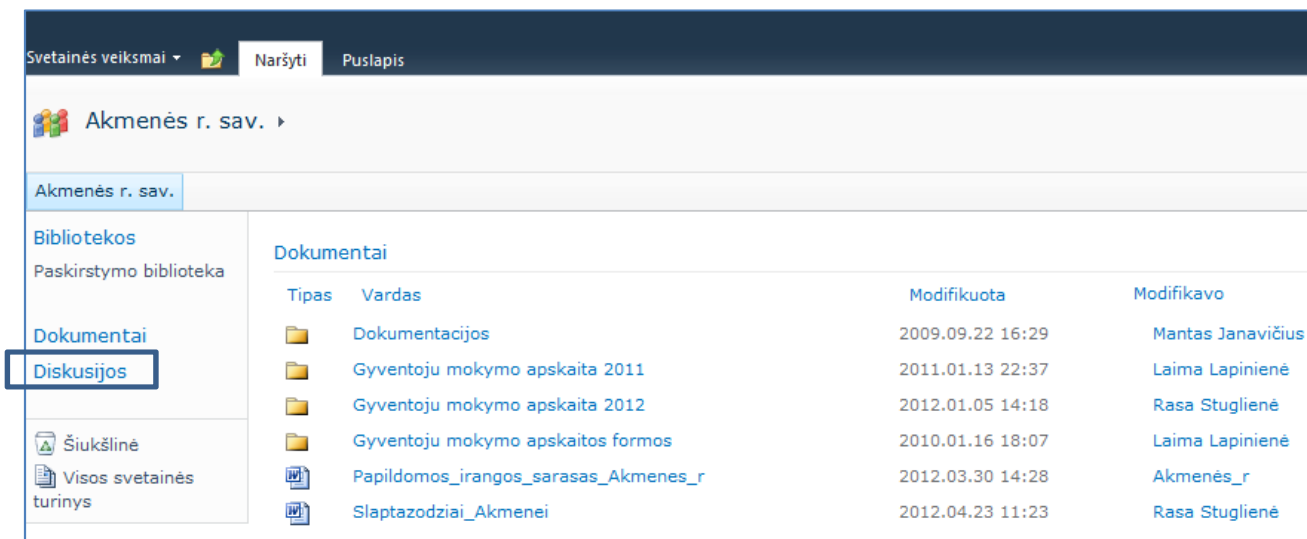 Svetainės veiksmai Naršyti Puslapis
Akmenės r. sav.
Akmenės r. sav.
Bibliotekos
Paskirstymo biblioteka
Dokumentai
Diskusijos
Šiukšlinė
Visos svetainės
turinys
Dokumentai
Tipas Vardas Modifikuota Modifikavo
Dokumentacijos 2009.09.22 16:29 Mantas Janavičius
Gyventoju mokymo apskaita 2011 2011.01.13 22:37 Laima Lapinienė
Gyventoju mokymo apskaita 2012 2012.01.05 14:18 Rasa Stuglienė
Gyventoju mokymo apskaitos formos 2010.01.16 18:07 Laima Lapinienė
Papildomos_irangos_sarasas_Akmenes_r 2012.03.30 14:28 Akmenės_r
Slaptazodziai_Akmenei 2012.04.23 11:23 Rasa Stuglienė